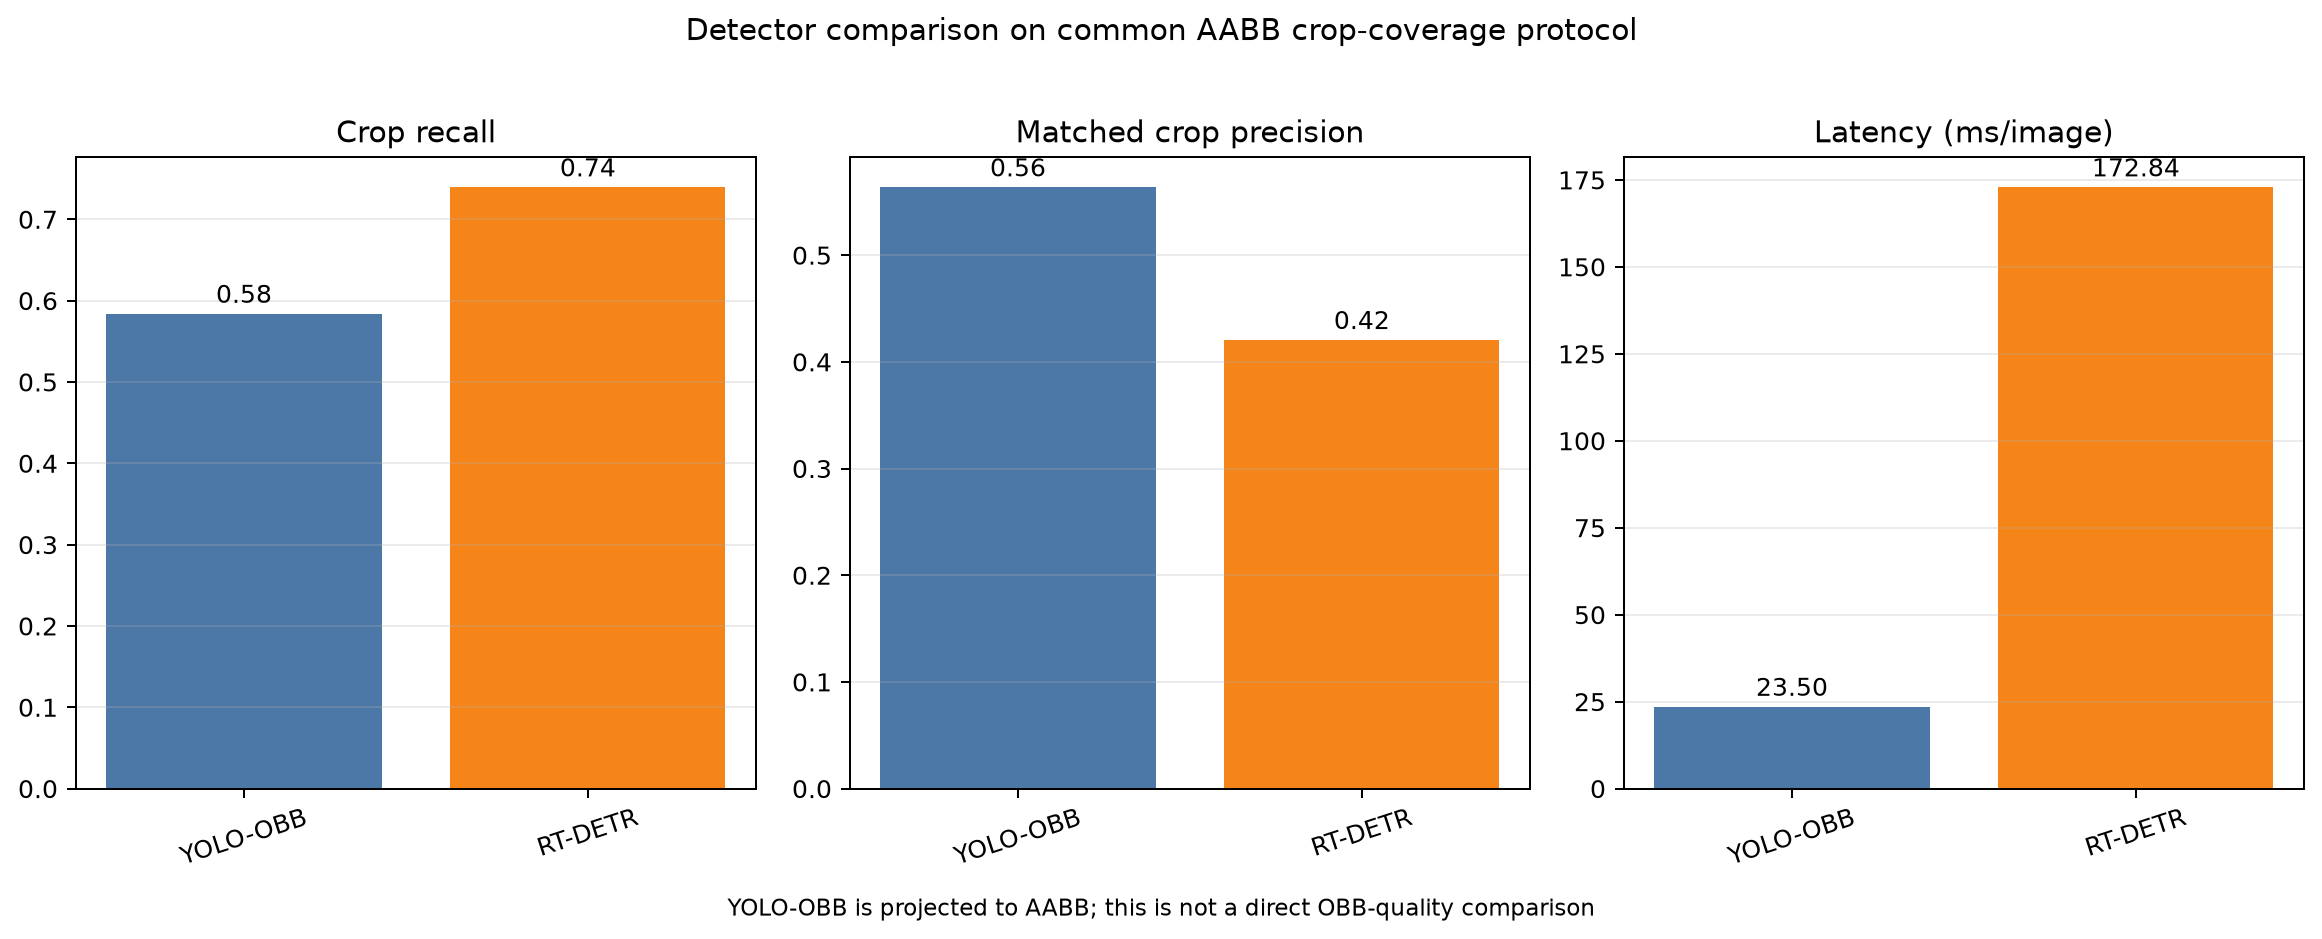 Detector comparison on common AABB crop-coverage protocol
Crop recall
0.7
0.6
0.5
0.4
0.3
0.2
0.1
0.0
0.58
0.74
YOLO-OBB
RT-DETR
Matched crop precision
0.5
0.4
0.3
0.2
0.1
0.0
0.56
0.42
YOLO-OBB
RT-DETR
Latency (ms/image)
175
150
125
100
75
50
25
0
23.50
172.84
YOLO-OBB
RT-DETR
YOLO-OBB is projected to AABB; this is not a direct OBB-quality comparison